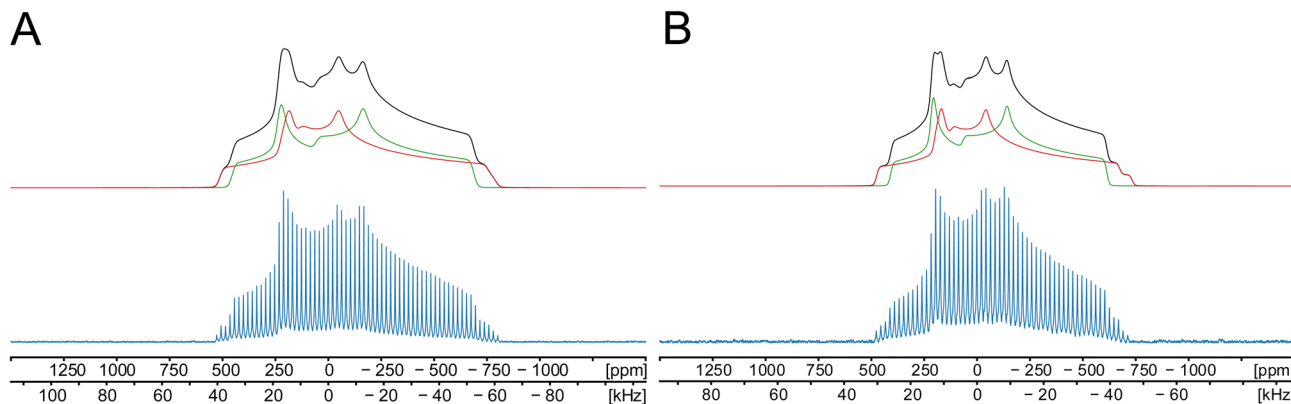 A
B
1250 1000 750 500 250 0 − 250 − 500 − 750 − 1000 [ppm]
100 80 60 40 20 0 − 20 − 40 − 60 − 80 [kHz]
1250 1000 750 500 250 0 − 250 − 500 − 750 − 1000 [ppm
80 60 40 20 0 − 20 − 40 − 60 [kHz]